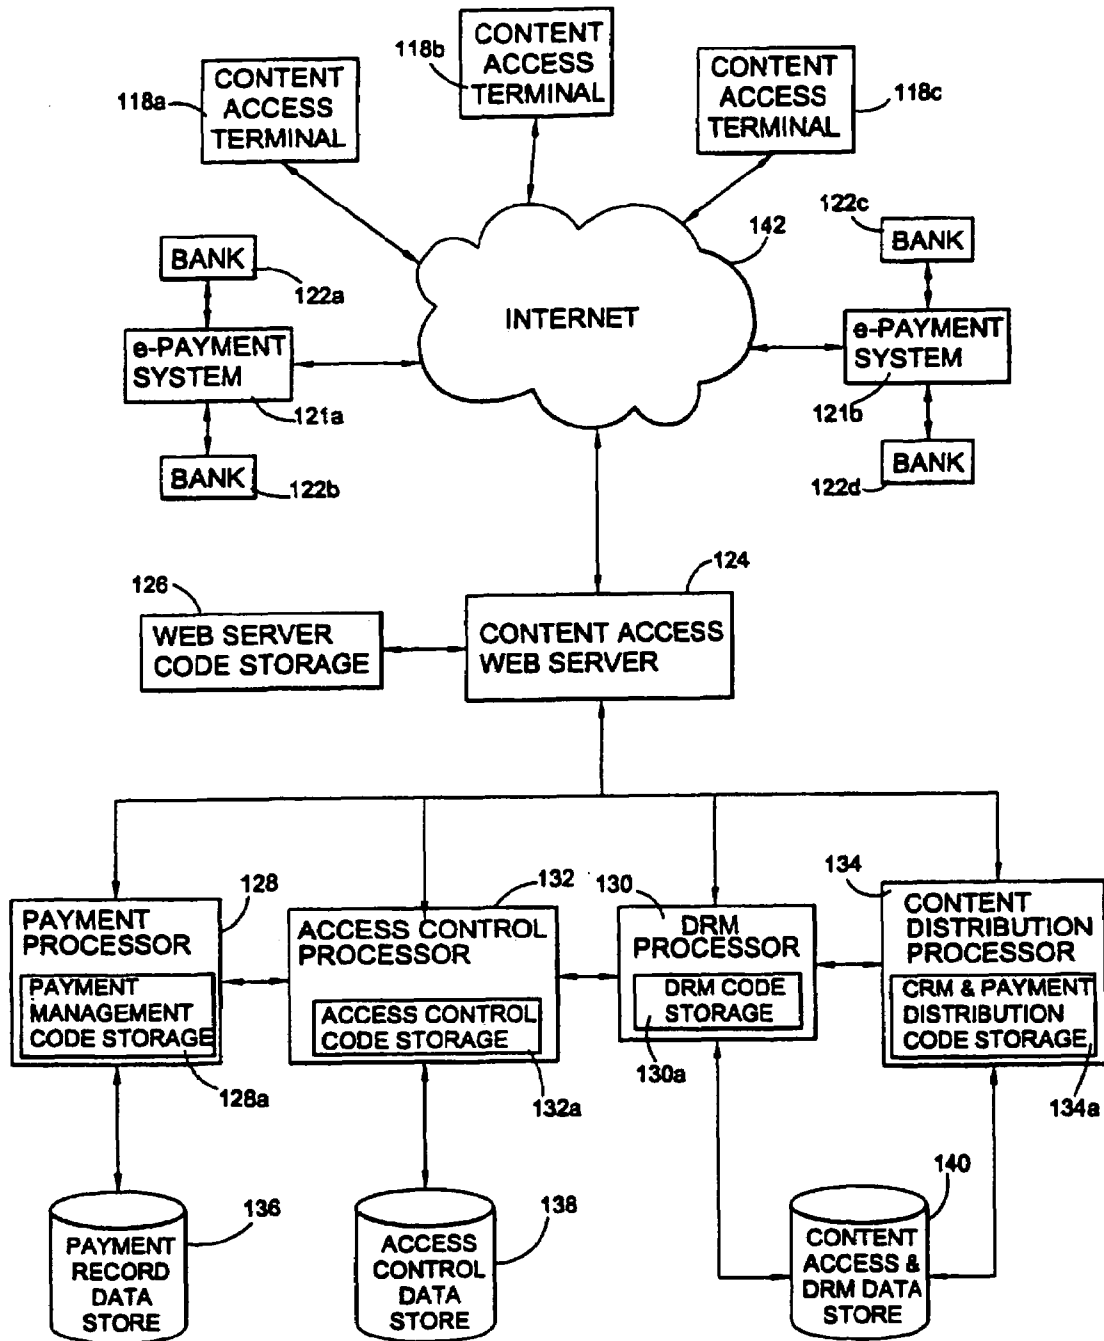 118a
CONTENT
ACCESS
TERMINAL
118b
CONTENT
ACCESS
TERMINAL
CONTENT
ACCESS
TERMINAL
118c
BANK
122a
e-PAYMENT
SYSTEM
121a
BANK
122b
INTERNET
142
122c
BANK
e-PAYMENT
SYSTEM
121b
BANK
122d
126
WEB SERVER
CODE STORAGE
124
CONTENT ACCESS
WEB SERVER
128
PAYMENT
PROCESSOR
PAYMENT
MANAGEMENT
CODE STORAGE
128a
132
ACCESS CONTROL
PROCESSOR
ACCESS CONTROL
CODE STORAGE
132a
130
DRM
PROCESSOR
DRM CODE
STORAGE
130a
134
CONTENT
DISTRIBUTION
PROCESSOR
CRM & PAYMENT
DISTRIBUTION
CODE STORAGE
134a
136
PAYMENT
RECORD
DATA
STORE
138
ACCESS
CONTROL
DATA
STORE
140
CONTENT
ACCESS &
DRM DATA
STORE